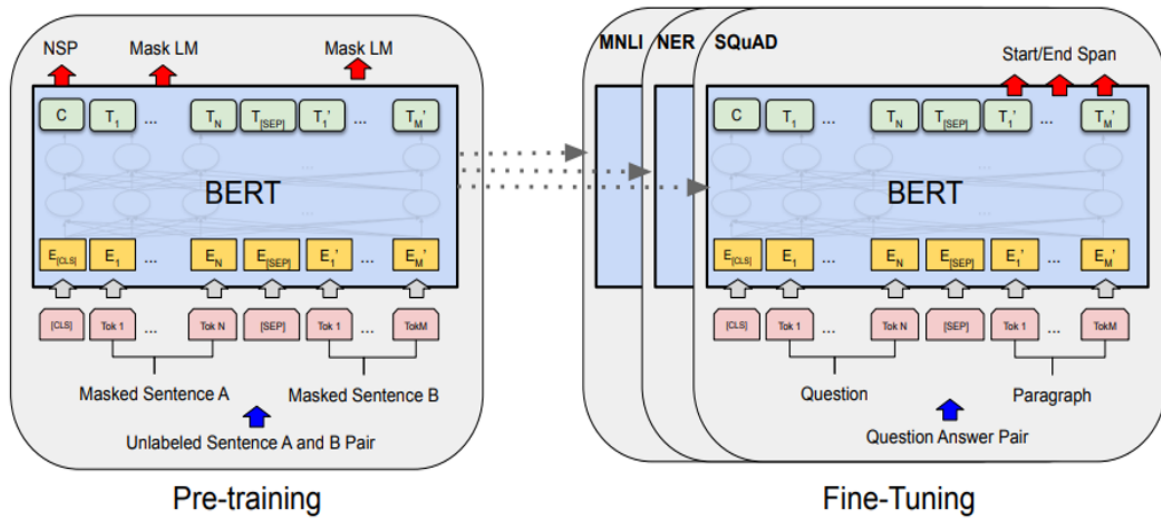 NSP Mask LM Mask LM
C T1 ... TN T[SEP] T1' ... TM'
BERT
E[CLS] E1 ... EN E[SEP] E1' ... EM'
[CLS] Tok 1 ... Tok N [SEP] Tok 1 ... TokM
Masked Sentence A Masked Sentence B
Unlabeled Sentence A and B Pair
Pre-training
MNLI NER SQuAD
Start/End Span
C T1 ... TN T[SEP] T1' ... TM'
BERT
E[CLS] E1 ... EN E[SEP] E1' ... EM'
[CLS] Tok 1 ... Tok N [SEP] Tok 1 ... TokM
Question Paragraph
Question Answer Pair
Fine-Tuning